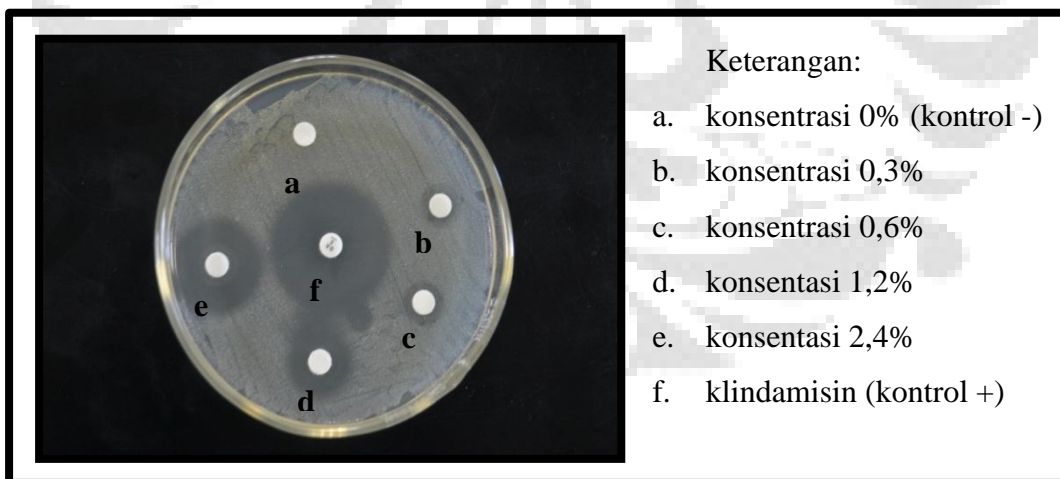 a
b
e
f
c
d
Keterangan:
a. konsentrasi 0% (kontrol -)
b. konsentrasi 0,3%
c. konsentrasi 0,6%
d. konsentasi 1,2%
e. konsentasi 2,4%
f. klindamisin (kontrol +)